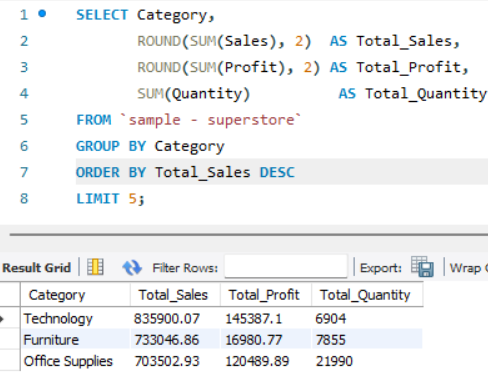 1 SELECT Category,
2 ROUND(SUM(Sales), 2) AS Total_Sales,
3 ROUND(SUM(Profit), 2) AS Total_Profit,
4 SUM(Quantity) AS Total_Quantity
5 FROM `sample - superstore`
6 GROUP BY Category
7 ORDER BY Total_Sales DESC
8 LIMIT 5;
Result Grid Filter Rows: Export: Wrap
Category Total_Sales Total_Profit Total_Quantity
Technology 835900.07 145387.1 6904
Furniture 733046.86 16980.77 7855
Office Supplies 703502.93 120489.89 21990